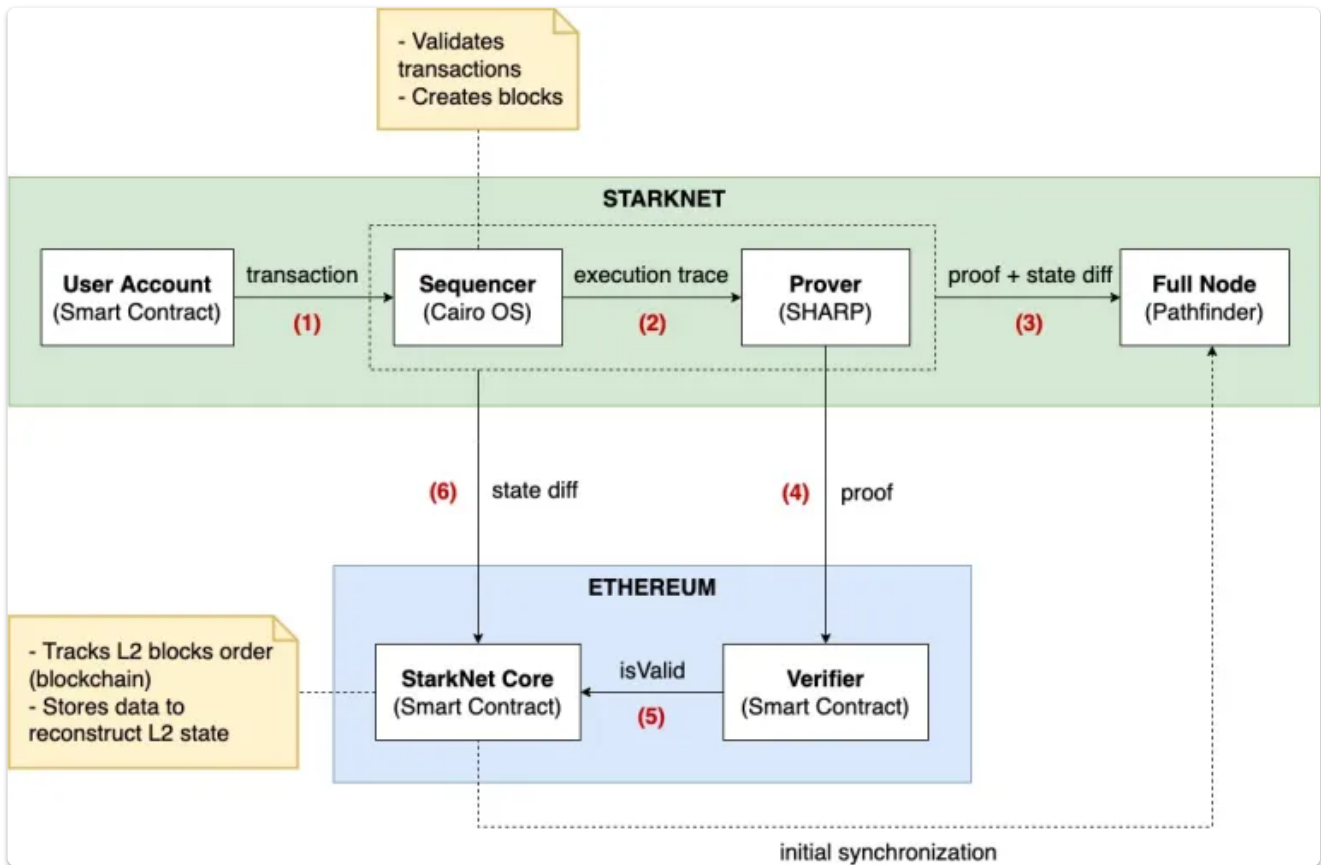 - Validates
transactions
- Creates blocks
STARKNET
User Account
(Smart Contract)
transaction
(1)
Sequencer
(Cairo OS)
execution trace
(2)
Prover
(SHARP)
proof + state diff
(3)
Full Node
(Pathfinder)
(6)
state diff
(4)
proof
ETHEREUM
- Tracks L2 blocks order
(blockchain)
- Stores data to
reconstruct L2 state
StarkNet Core
(Smart Contract)
isValid
(5)
Verifier
(Smart Contract)
initial synchronization